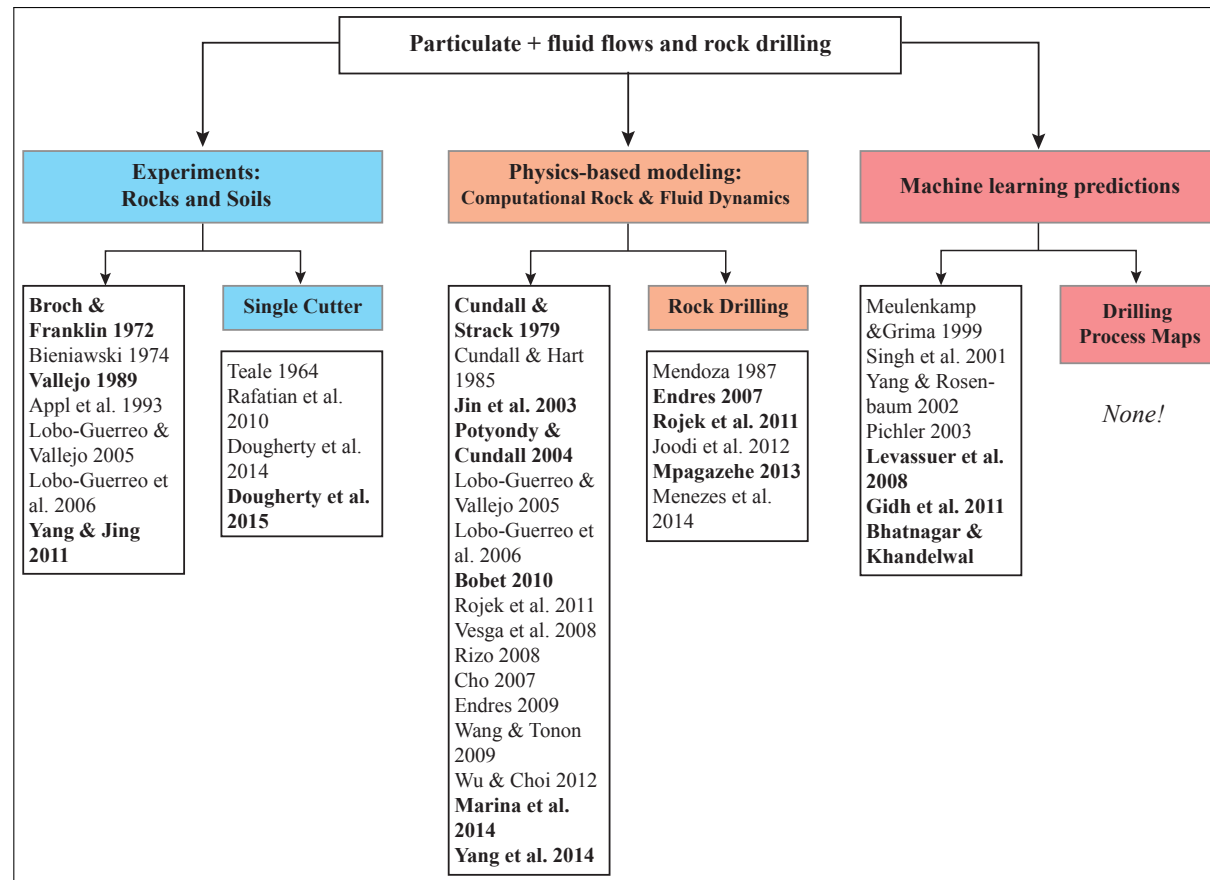 Particulate + fluid flows and rock drilling
Experiments:
Rocks and Soils
Broch &
Franklin 1972
Bieniawski 1974
Vallejo 1989
Appl et al. 1993
Lobo-Guerreo &
Vallejo 2005
Lobo-Guerreo et
al. 2006
Yang & Jing
2011
Single Cutter
Teale 1964
Rafatian et al.
2010
Dougherty et al.
2014
Dougherty et al.
2015
Physics-based modeling:
Computational Rock & Fluid Dynamics
Cundall &
Strack 1979
Cundall & Hart
1985
Jin et al. 2003
Potyondy &
Cundall 2004
Lobo-Guerreo &
Vallejo 2005
Lobo-Guerreo et
al. 2006
Bobet 2010
Rojek et al. 2011
Vesga et al. 2008
Rizo 2008
Cho 2007
Endres 2009
Wang & Tonon
2009
Wu & Choi 2012
Marina et al.
2014
Yang et al. 2014
Rock Drilling
Mendoza 1987
Endres 2007
Rojek et al. 2011
Joodi et al. 2012
Mpagazehe 2013
Menezes et al.
2014
Machine learning predictions
Meulenkamp
&Grima 1999
Singh et al. 2001
Yang & Rosen-
baum 2002
Pichler 2003
Levassuer et al.
2008
Gidh et al. 2011
Bhatnagar &
Khandelwal
Drilling
Process Maps
None!